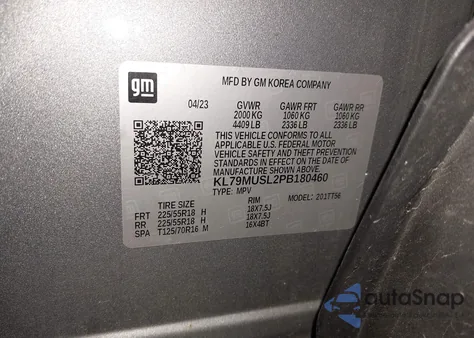 gm
MFD BY GM KOREA COMPANY
04/23 GVWR GAWR FRT GAWR RR
2000 KG 1060 KG 1060 KG
4409 LB 2336 LB 2336 LB
THIS VEHICLE CONFORMS TO ALL
APPLICABLE U.S. FEDERAL MOTOR
VEHICLE SAFETY AND THEFT PREVENTION
STANDARDS IN EFFECT ON THE DATE OF
MANUFACTURE SHOWN ABOVE.
KL79MUSL2PB180460
TYPE: MPV MODEL: 201TT56
TIRE SIZE RIM
FRT 225/55R18 H 18X7.5J
RR 225/55R18 H 18X7.5J
SPA T125/70R16 M 16X4BT
autaSnap